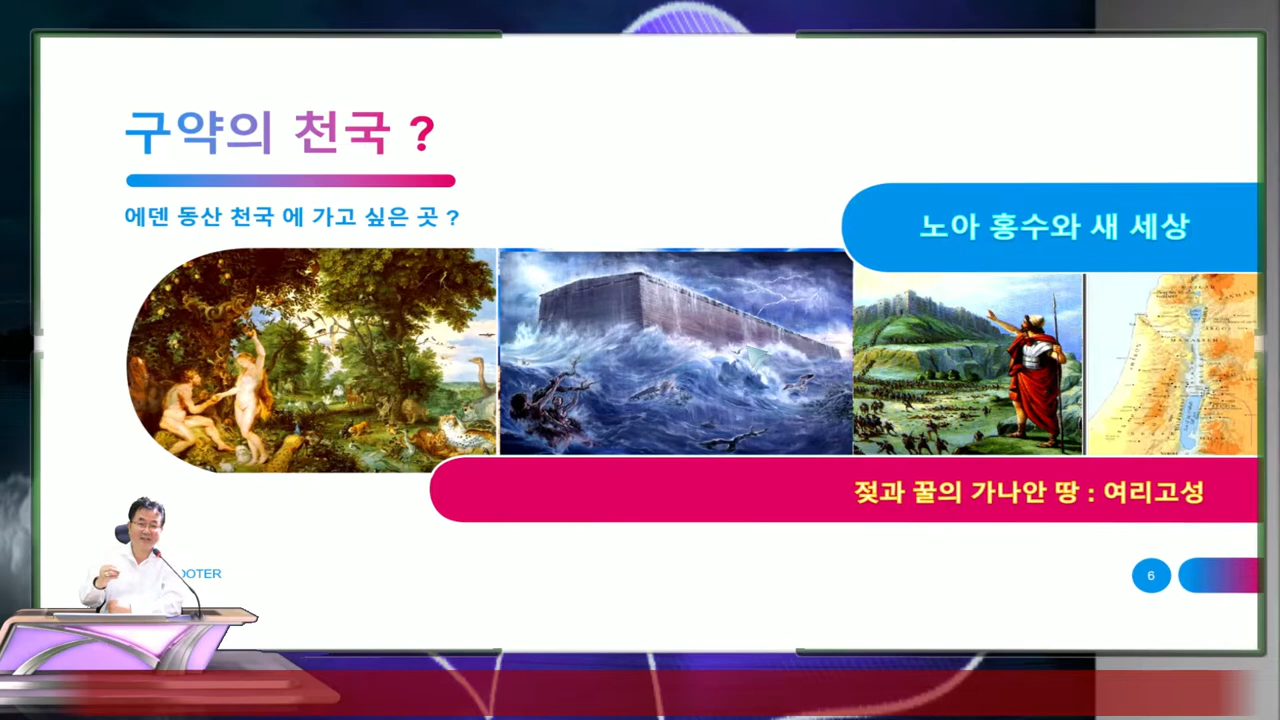 구약의 천국 ?
에덴 동산 천국 에 가고 싶은 곳 ?
노아 홍수와 새 세상
젖과 꿀의 가나안 땅 : 여리고성
OOTER
6